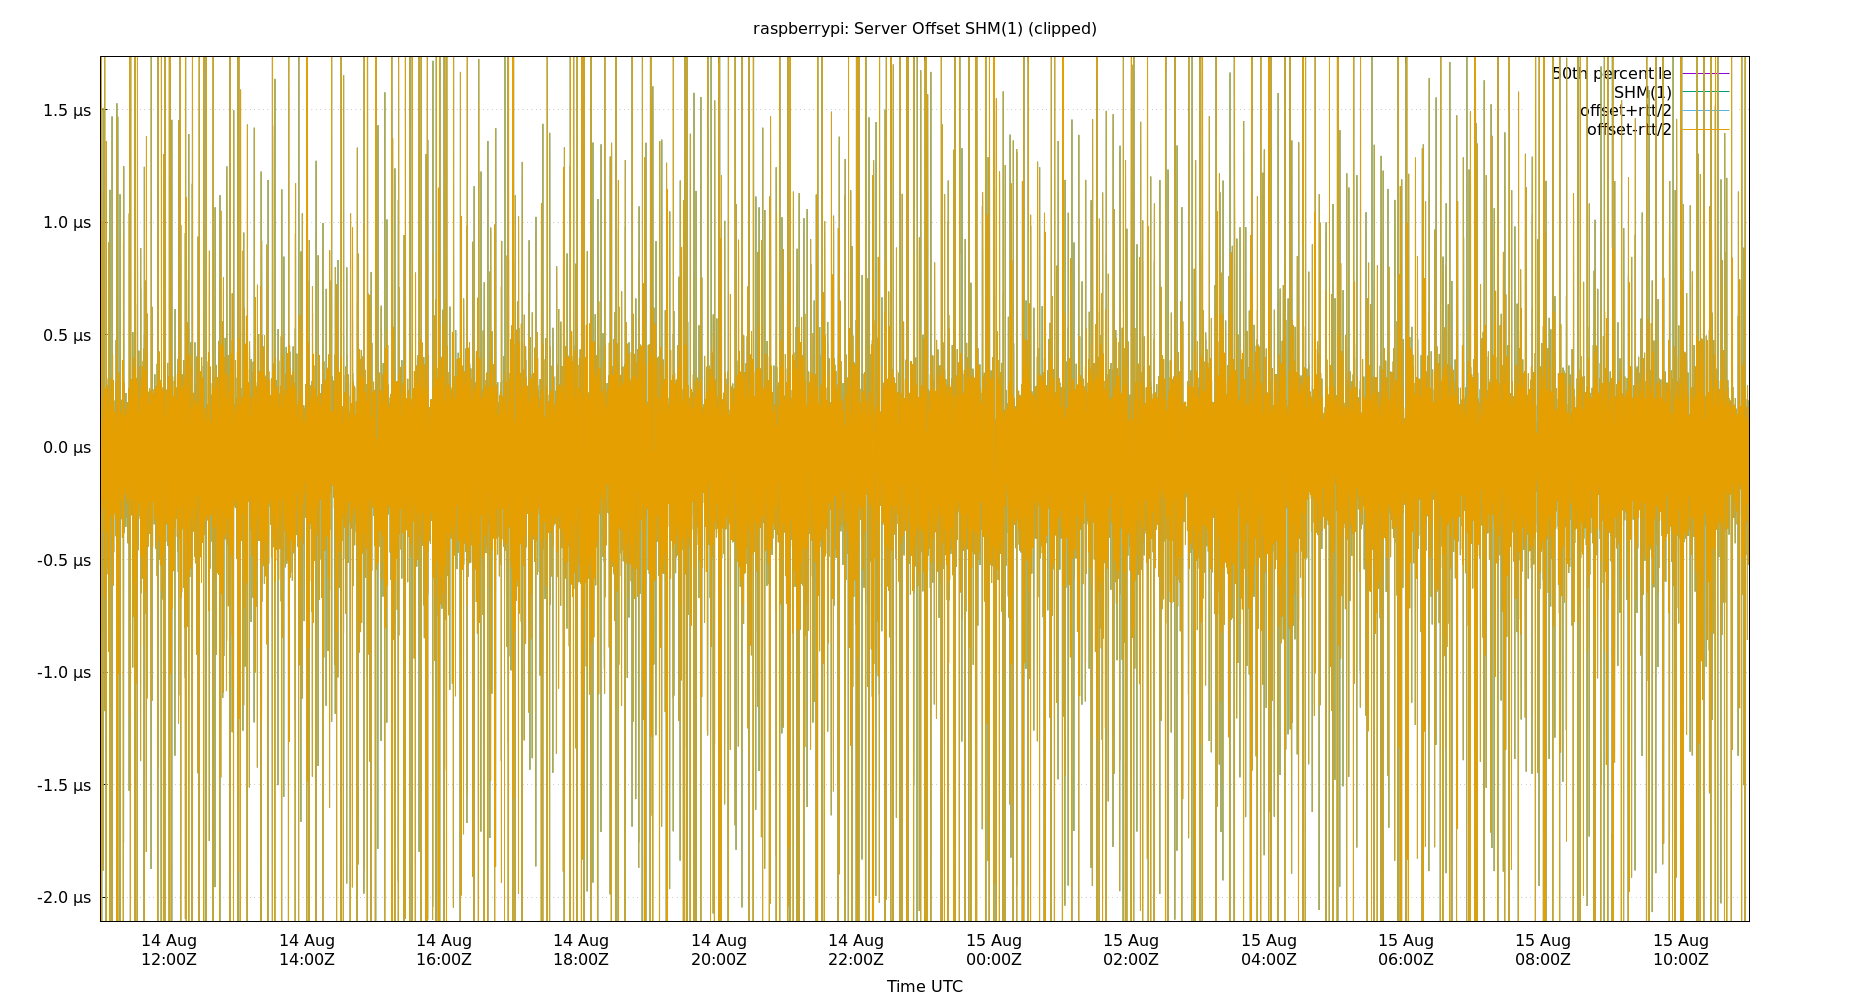 raspberrypi: Server Offset SHM(1) (clipped)
50th percentile
SHM(1)
offset+rtt/2
offset-rtt/2
1.5 µs
1.0 µs
0.5 µs
0.0 µs
-0.5 µs
-1.0 µs
-1.5 µs
-2.0 µs
14 Aug 14 Aug 14 Aug 14 Aug 14 Aug 14 Aug 15 Aug 15 Aug 15 Aug 15 Aug 15 Aug 15 Aug
12:00Z 14:00Z 16:00Z 18:00Z 20:00Z 22:00Z 00:00Z 02:00Z 04:00Z 06:00Z 08:00Z 10:00Z
Time UTC